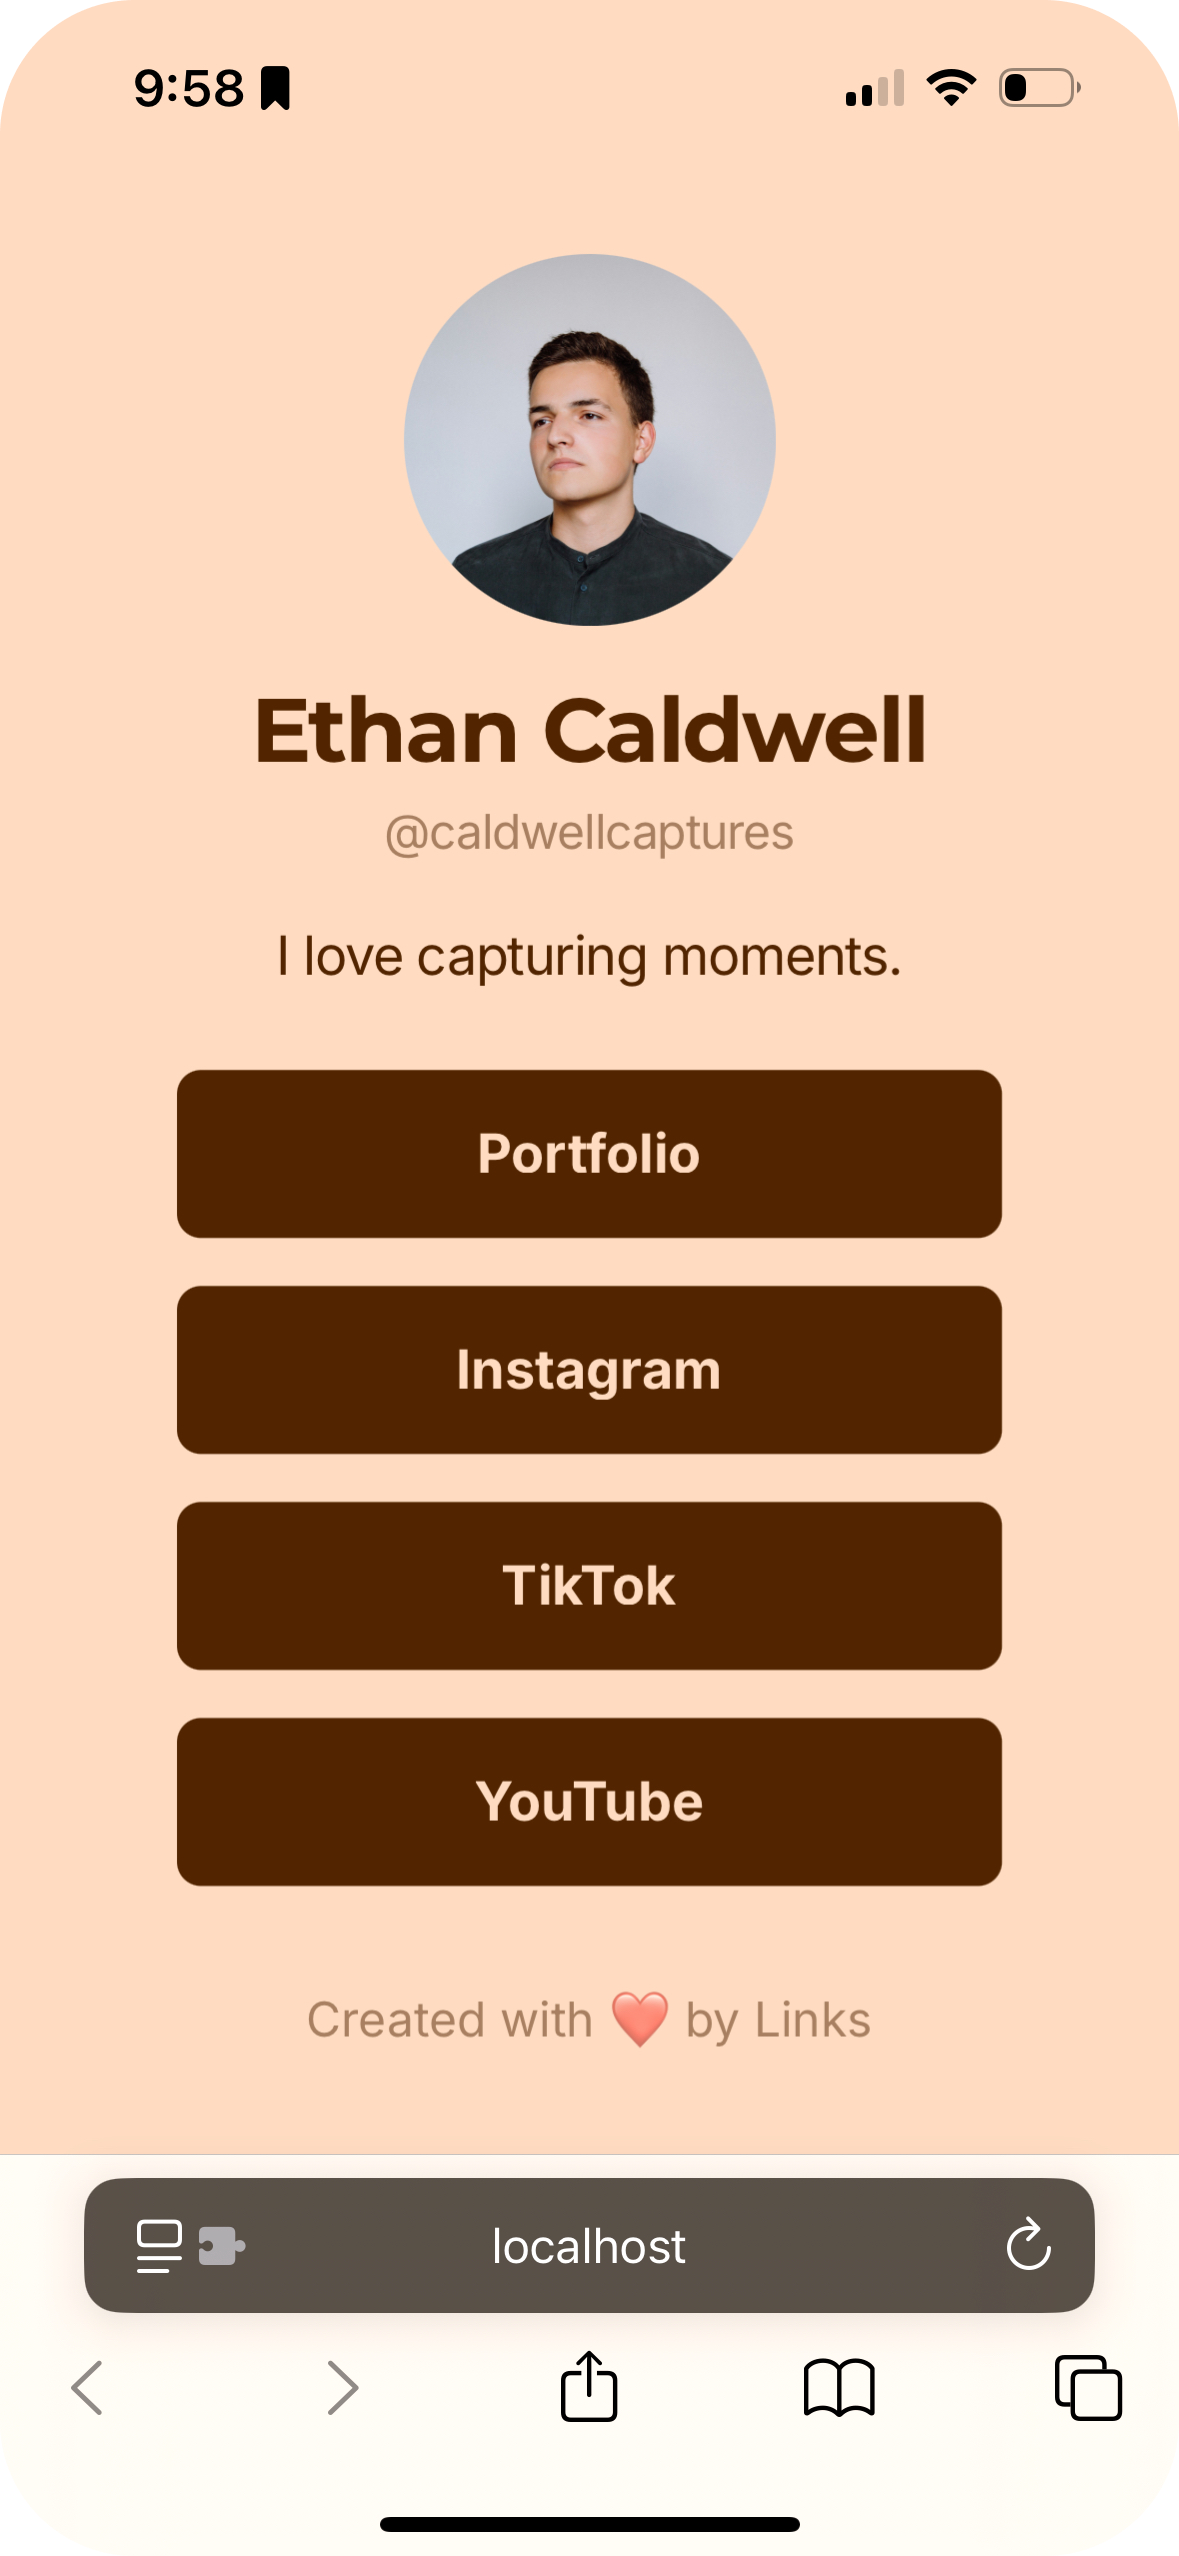 9:58
Ethan Caldwell
@caldwellcaptures
I love capturing moments.
Portfolio
Instagram
TikTok
YouTube
Created with ❤️ by Links
localhost